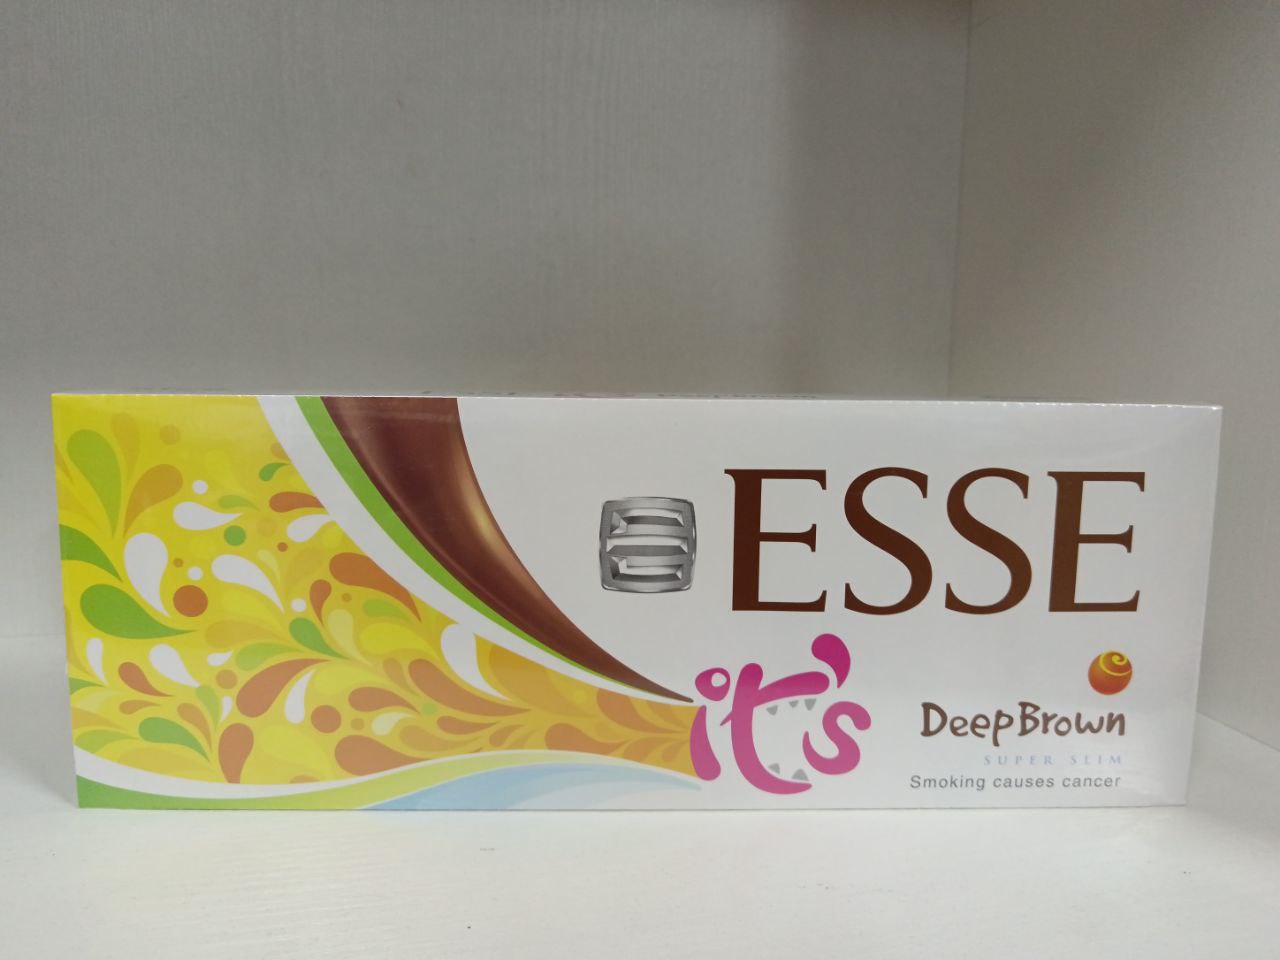 ESSE
it's
DeepBrown
SUPER SLIM
Smoking causes cancer